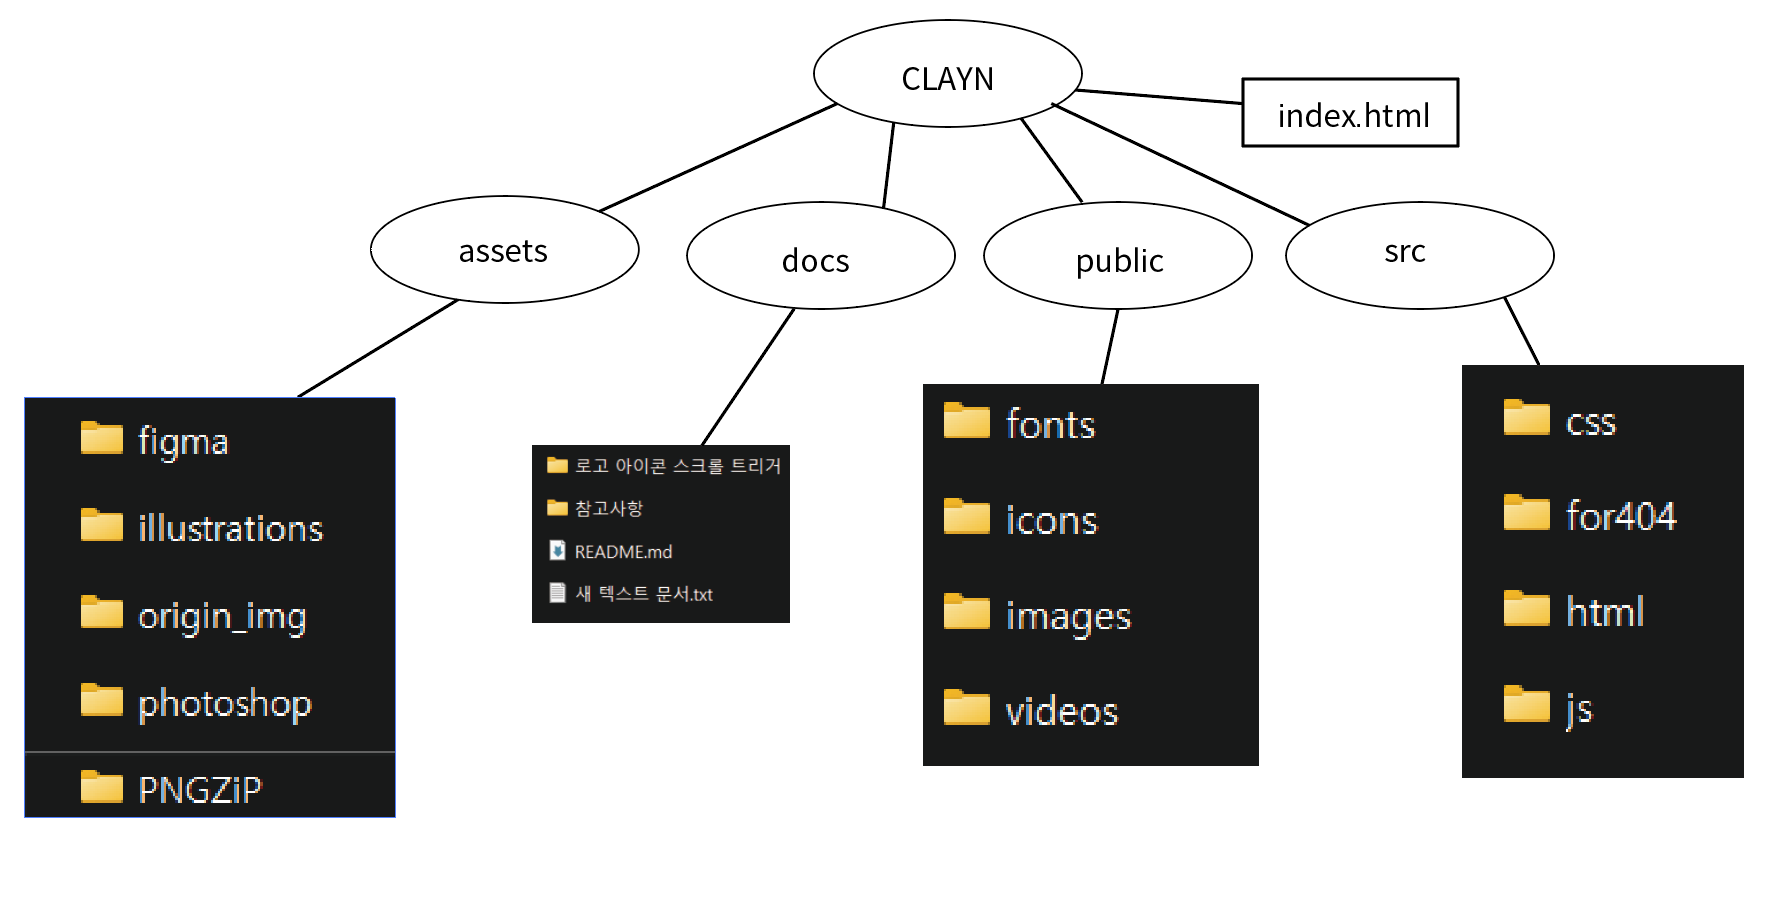 CLAYN
index.html
assets
docs
public
src
figma
illustrations
origin_img
photoshop
PNGZiP
로고 아이콘 스크롤 트리거
참고사항
README.md
새 텍스트 문서.txt
fonts
icons
images
videos
css
for404
html
js